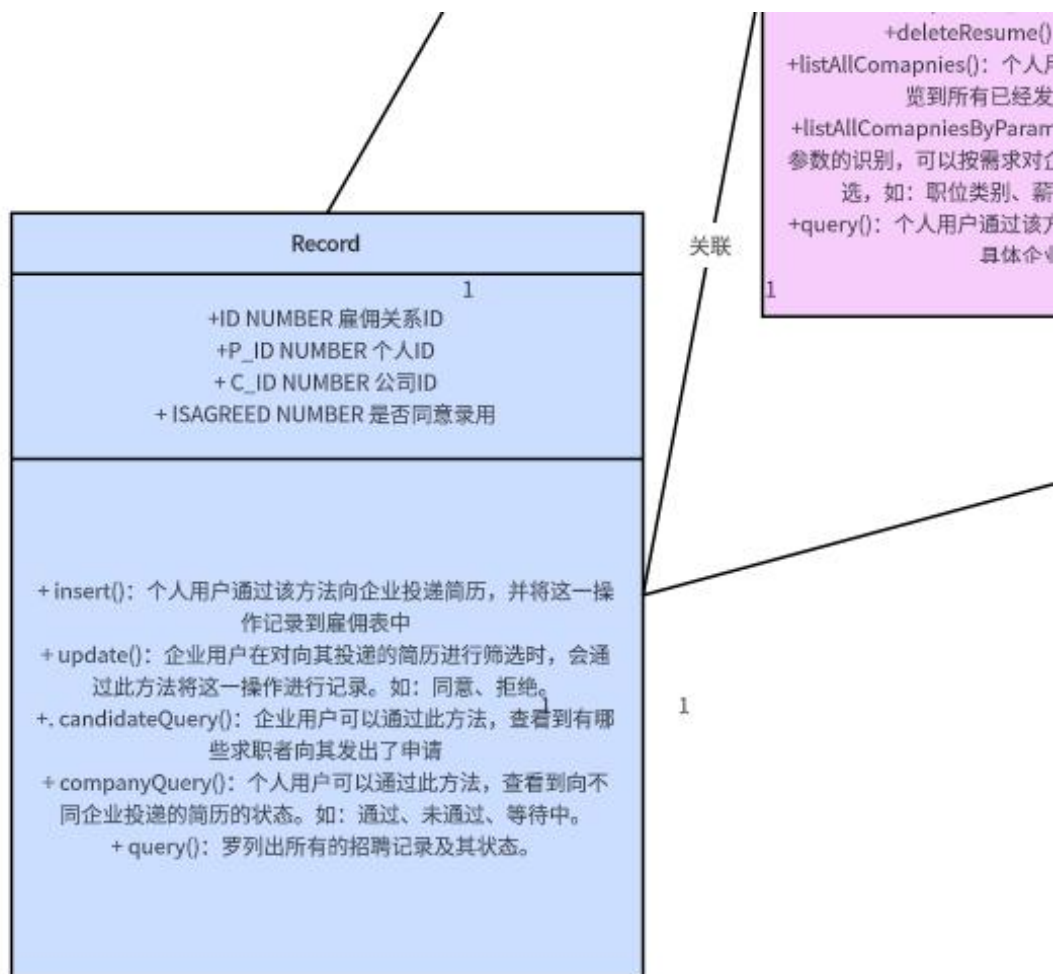 +deleteResume()
+listAllComapnies()：个人用
览到所有已经发
+listAllComapniesByParam
参数的识别，可以按需求对企
选，如：职位类别、薪
+query()：个人用户通过该方
具体企业
1
关联
Record
1
+ID NUMBER 雇佣关系ID
+P_ID NUMBER 个人ID
+ C_ID NUMBER 公司ID
+ ISAGREED NUMBER 是否同意录用
+ insert()：个人用户通过该方法向企业投递简历，并将这一操
作记录到雇佣表中
+ update()：企业用户在对向其投递的简历进行筛选时，会通
过此方法将这一操作进行记录。如：同意、拒绝。
1
1
+. candidateQuery()：企业用户可以通过此方法，查看到有哪
些求职者向其发出了申请
+ companyQuery()：个人用户可以通过此方法，查看到向不
同企业投递的简历的状态。如：通过、未通过、等待中。
+ query()：罗列出所有的招聘记录及其状态。